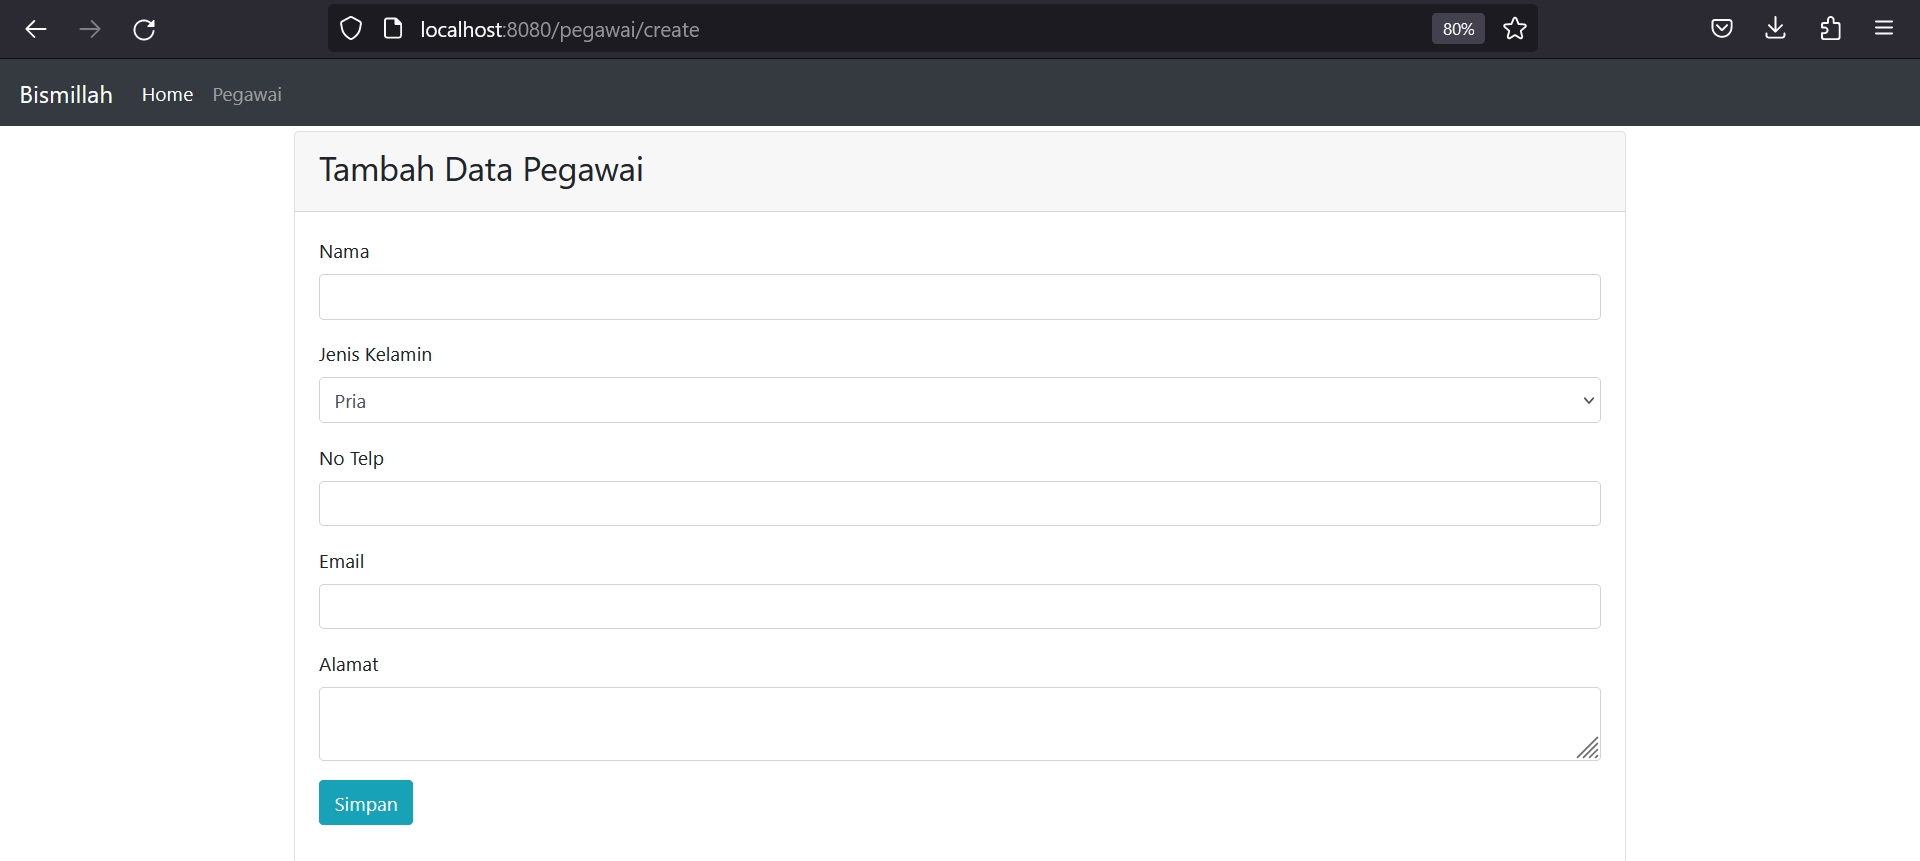 localhost:8080/pegawai/create 80%
Bismillah Home Pegawai
Tambah Data Pegawai
Nama
Jenis Kelamin
Pria
No Telp
Email
Alamat
Simpan